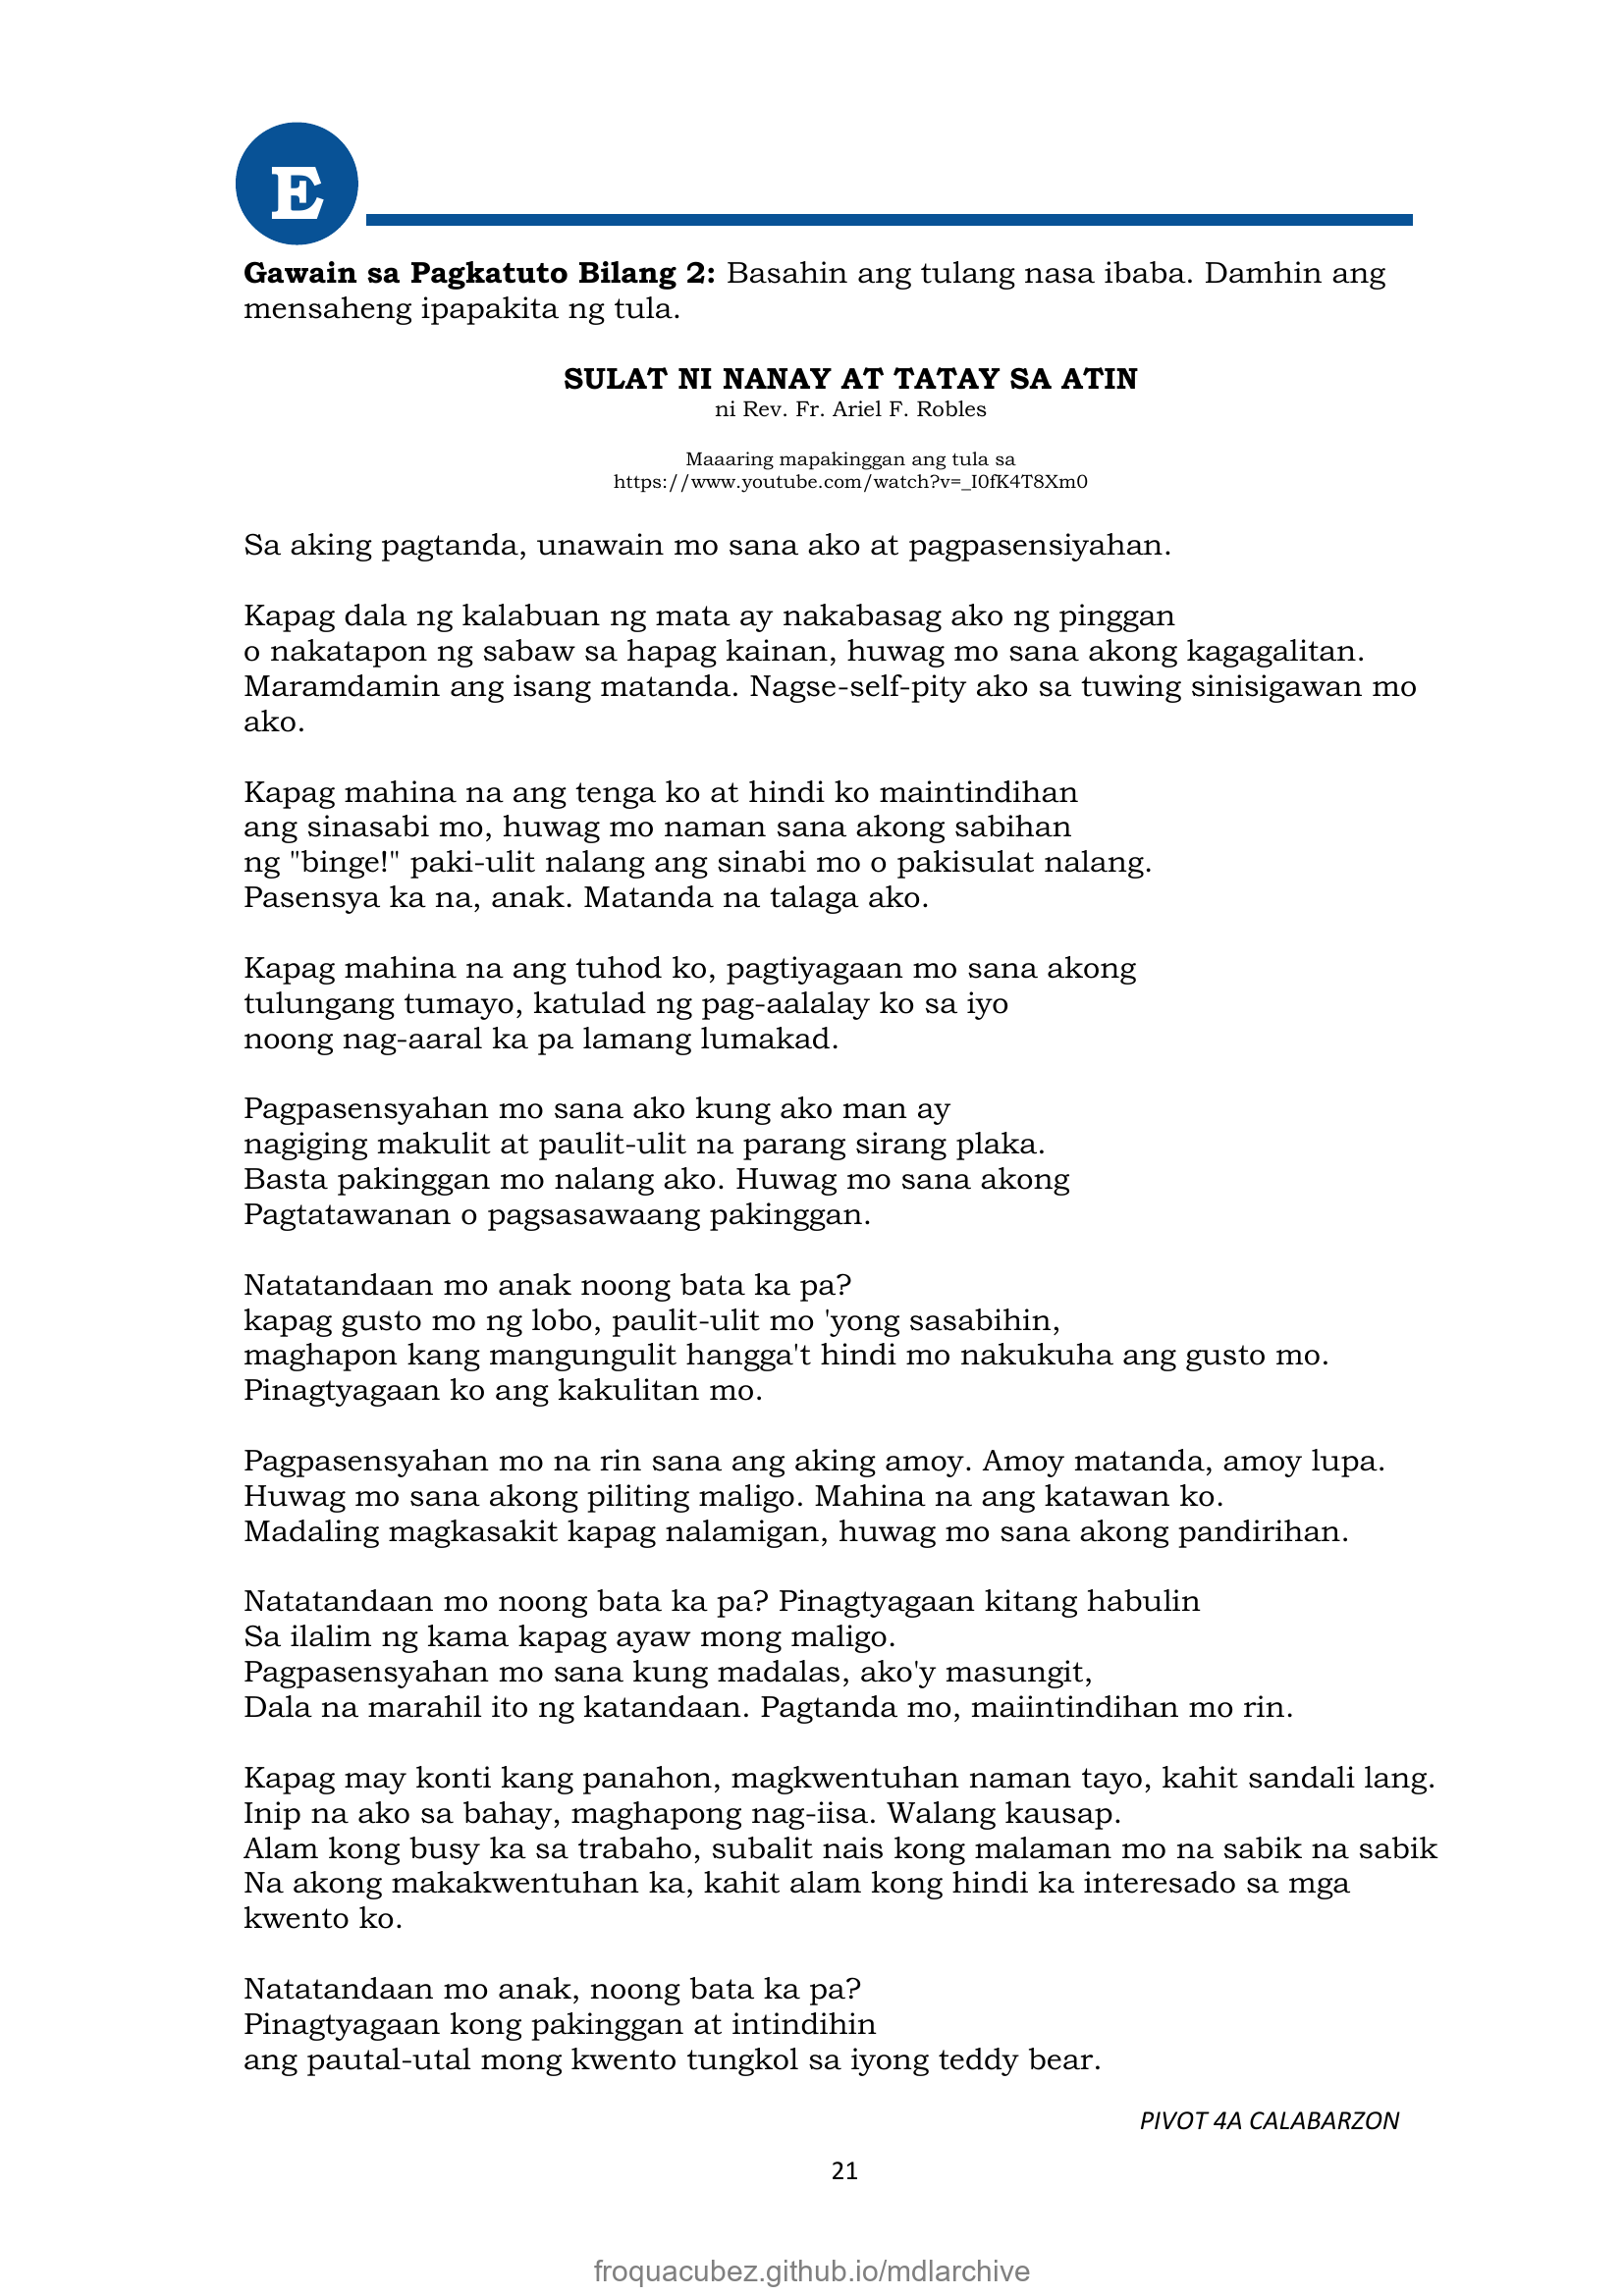 E
Gawain sa Pagkatuto Bilang 2: Basahin ang tulang nasa ibaba. Damhin ang
mensaheng ipapakita ng tula.
SULAT NI NANAY AT TATAY SA ATIN
ni Rev. Fr. Ariel F. Robles
Maaaring mapakinggan ang tula sa
https://www.youtube.com/watch?v=_I0fK4T8Xm0
Sa aking pagtanda, unawain mo sana ako at pagpasensiyahan.
Kapag dala ng kalabuan ng mata ay nakabasag ako ng pinggan
o nakatapon ng sabaw sa hapag kainan, huwag mo sana akong kagagalitan.
Maramdamin ang isang matanda. Nagse-self-pity ako sa tuwing sinisigawan mo
ako.
Kapag mahina na ang tenga ko at hindi ko maintindihan
ang sinasabi mo, huwag mo naman sana akong sabihan
ng "binge!" paki-ulit nalang ang sinabi mo o pakisulat nalang.
Pasensya ka na, anak. Matanda na talaga ako.
Kapag mahina na ang tuhod ko, pagtiyagaan mo sana akong
tulungang tumayo, katulad ng pag-aalalay ko sa iyo
noong nag-aaral ka pa lamang lumakad.
Pagpasensyahan mo sana ako kung ako man ay
nagiging makulit at paulit-ulit na parang sirang plaka.
Basta pakinggan mo nalang ako. Huwag mo sana akong
Pagtatawanan o pagsasawaang pakinggan.
Natatandaan mo anak noong bata ka pa?
kapag gusto mo ng lobo, paulit-ulit mo 'yong sasabihin,
maghapon kang mangungulit hangga't hindi mo nakukuha ang gusto mo.
Pinagtyagaan ko ang kakulitan mo.
Pagpasensyahan mo na rin sana ang aking amoy. Amoy matanda, amoy lupa.
Huwag mo sana akong piliting maligo. Mahina na ang katawan ko.
Madaling magkasakit kapag nalamigan, huwag mo sana akong pandirihan.
Natatandaan mo noong bata ka pa? Pinagtyagaan kitang habulin
Sa ilalim ng kama kapag ayaw mong maligo.
Pagpasensyahan mo sana kung madalas, ako'y masungit,
Dala na marahil ito ng katandaan. Pagtanda mo, maiintindihan mo rin.
Kapag may konti kang panahon, magkwentuhan naman tayo, kahit sandali lang.
Inip na ako sa bahay, maghapong nag-iisa. Walang kausap.
Alam kong busy ka sa trabaho, subalit nais kong malaman mo na sabik na sabik
Na akong makakwentuhan ka, kahit alam kong hindi ka interesado sa mga
kwento ko.
Natatandaan mo anak, noong bata ka pa?
Pinagtyagaan kong pakinggan at intindihin
ang pautal-utal mong kwento tungkol sa iyong teddy bear.
PIVOT 4A CALABARZON
21
froquacubez.github.io/mdlarchive